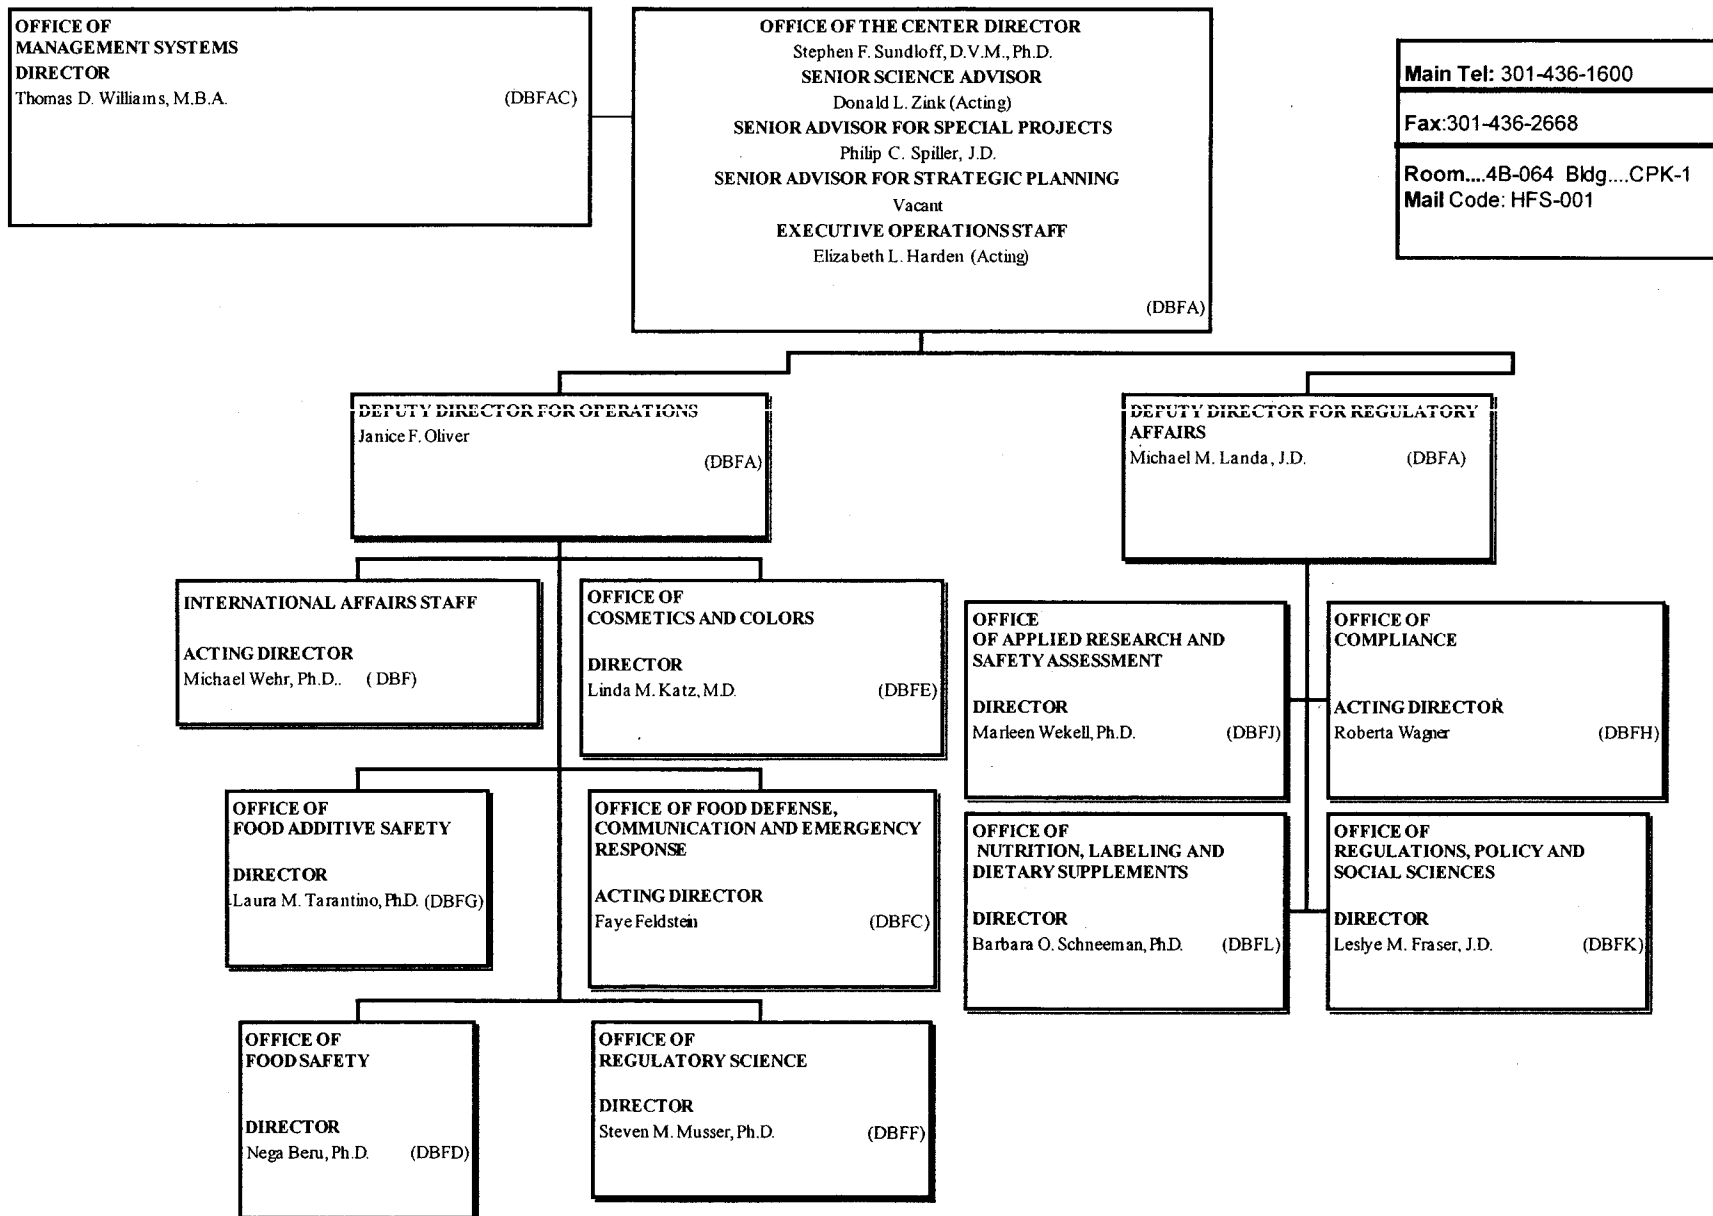 OFFICE OF
MANAGEMENT SYSTEMS
DIRECTOR
Thomas D. Williams, M.B.A. (DBFAC)
OFFICE OF THE CENTER DIRECTOR
Stephen F. Sundloff, D.V.M., Ph.D.
SENIOR SCIENCE ADVISOR
Donald L. Zink (Acting)
SENIOR ADVISOR FOR SPECIAL PROJECTS
Philip C. Spiller, J.D.
SENIOR ADVISOR FOR STRATEGIC PLANNING
Vacant
EXECUTIVE OPERATIONS STAFF
Elizabeth L. Harden (Acting)
(DBFA)
Main Tel: 301-436-1600
Fax:301-436-2668
Room....4B-064 Bldg....CPK-1
Mail Code: HFS-001
DEPUTY DIRECTOR FOR OPERATIONS
Janice F. Oliver
(DBFA)
DEPUTY DIRECTOR FOR REGULATORY
AFFAIRS
Michael M. Landa, J.D. (DBFA)
INTERNATIONAL AFFAIRS STAFF
ACTING DIRECTOR
Michael Wehr, Ph.D.. ( DBF)
OFFICE OF
COSMETICS AND COLORS
DIRECTOR
Linda M. Katz, M.D. (DBFE)
OFFICE
OF APPLIED RESEARCH AND
SAFETY ASSESSMENT
DIRECTOR
Marleen Wekell, Ph.D. (DBFJ)
OFFICE OF
COMPLIANCE
ACTING DIRECTOR
Roberta Wagner (DBFH)
OFFICE OF
FOOD ADDITIVE SAFETY
DIRECTOR
Laura M. Tarantino, Ph.D. (DBFG)
OFFICE OF FOOD DEFENSE,
COMMUNICATION AND EMERGENCY
RESPONSE
ACTING DIRECTOR
Faye Feldstein (DBFC)
OFFICE OF
NUTRITION, LABELING AND
DIETARY SUPPLEMENTS
DIRECTOR
Barbara O. Schneeman, Ph.D. (DBFL)
OFFICE OF
REGULATIONS, POLICY AND
SOCIAL SCIENCES
DIRECTOR
Leslye M. Fraser, J.D. (DBFK)
OFFICE OF
FOOD SAFETY
DIRECTOR
Nega Beru, Ph.D. (DBFD)
OFFICE OF
REGULATORY SCIENCE
DIRECTOR
Steven M. Musser, Ph.D. (DBFF)